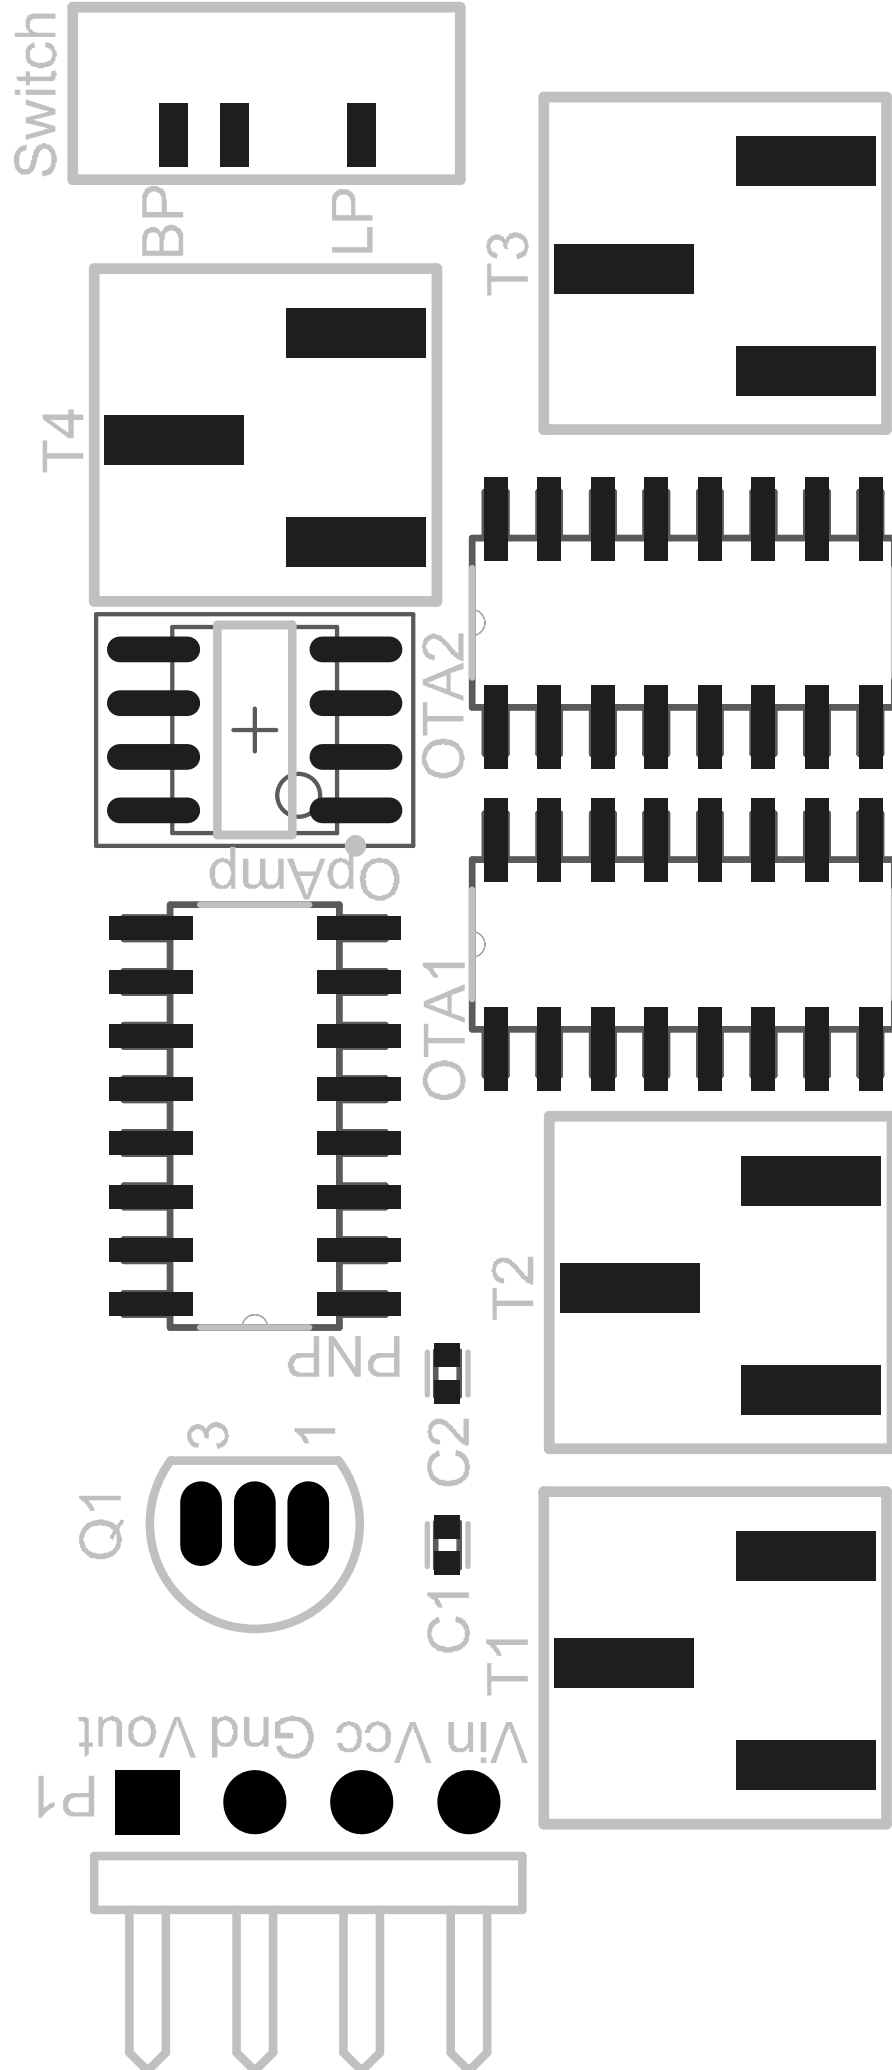 Switch
BP
LP
T3
T4
OTA2
OpAmp
OTA1
T2
PNP
C2
3
1
Q1
C1
T1
Vin Vcc Gnd Vout
P1